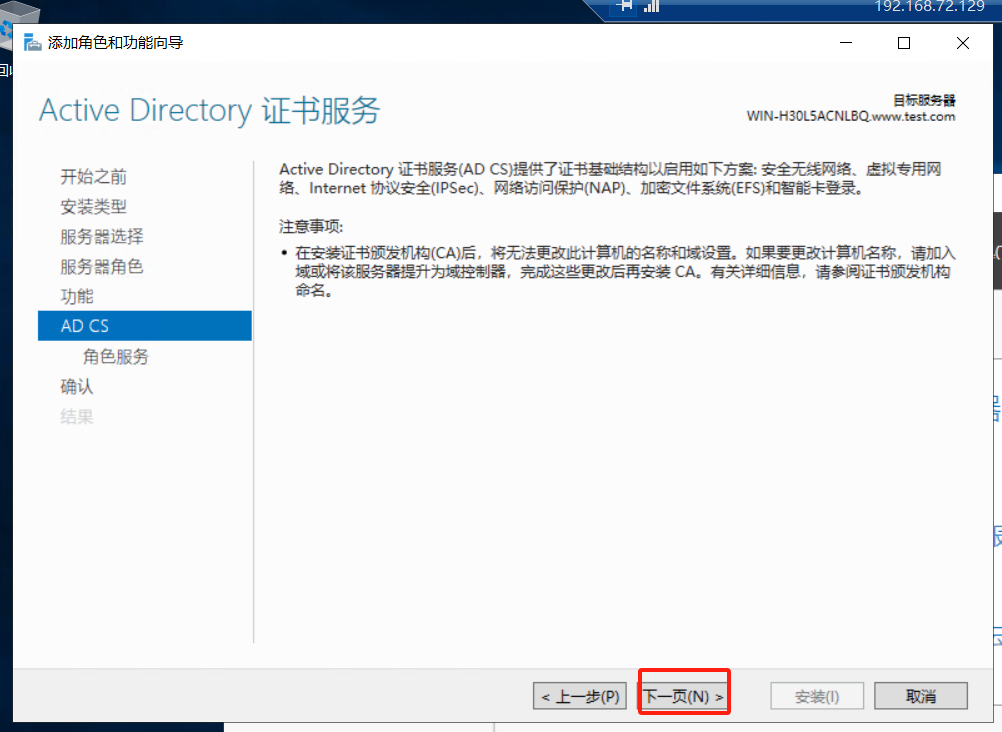 192.168.72.129
添加角色和功能向导
Active Directory 证书服务
目标服务器
WIN-H30L5ACNLBQ.www.test.com
开始之前
安装类型
服务器选择
服务器角色
功能
AD CS
角色服务
确认
结果
Active Directory 证书服务(AD CS)提供了证书基础结构以启用如下方案: 安全无线网络、虚拟专用网
络、Internet 协议安全(IPSec)、网络访问保护(NAP)、加密文件系统(EFS)和智能卡登录。
注意事项:
• 在安装证书颁发机构(CA)后，将无法更改此计算机的名称和域设置。如果要更改计算机名称，请加入
域或将该服务器提升为域控制器，完成这些更改后再安装 CA。有关详细信息，请参阅证书颁发机构
命名。
< 上一步(P)
下一页(N) >
安装(I)
取消